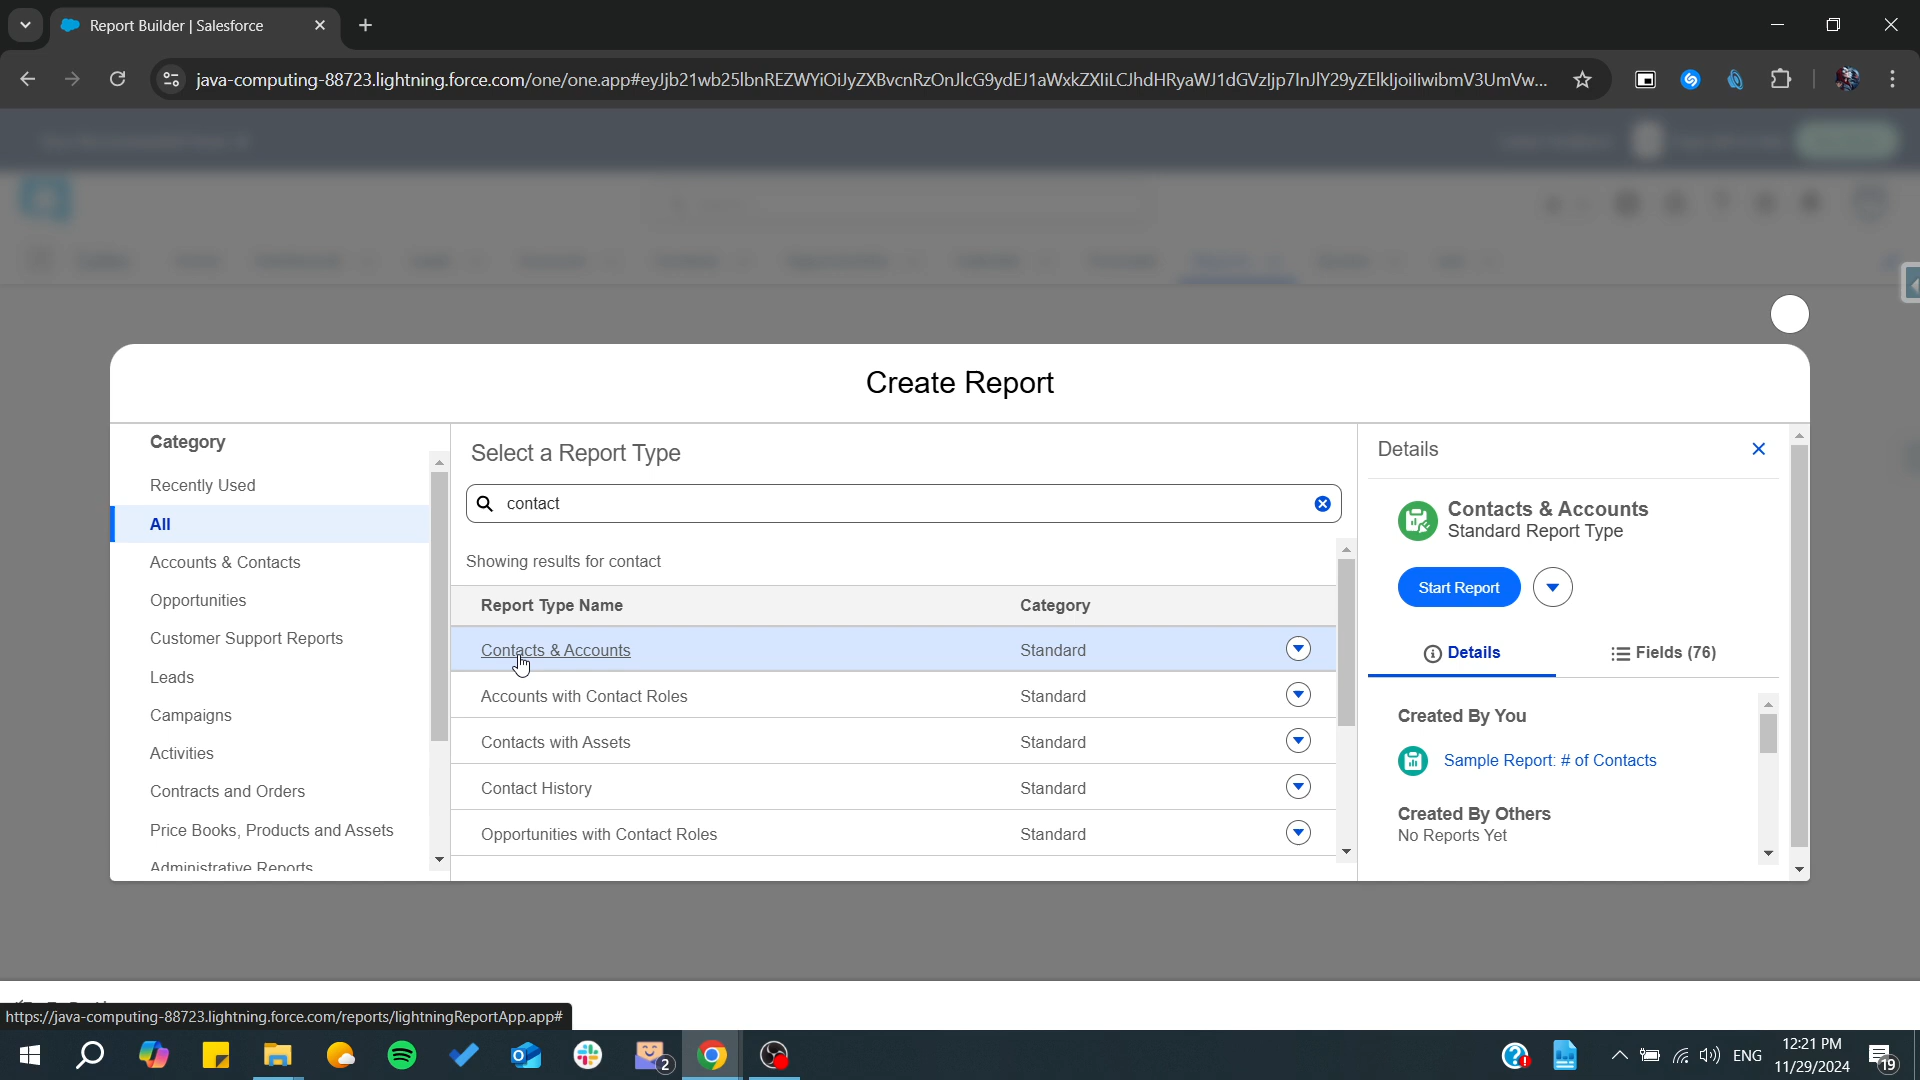 Report Builder | Salesforce
java-computing-88723.lightning.force.com/one/one.app#eyJjb21wb25lbnREZWYiOiJyZXBvcnRzOnJlcG9ydEJ1aWxkZXIiLCJhdHRyaWJ1dGVzIjp7InJlY29yZElkIjoiIiwibmV3UmVw...
Create Report
Category
Recently Used
All
Accounts & Contacts
Opportunities
Customer Support Reports
Leads
Campaigns
Activities
Contracts and Orders
Price Books, Products and Assets
Administrative Reports
Select a Report Type
contact
Showing results for contact
Report Type Name Category
Contacts & Accounts Standard
Accounts with Contact Roles Standard
Contacts with Assets Standard
Contact History Standard
Opportunities with Contact Roles Standard
Details
Contacts & Accounts
Standard Report Type
Start Report
Details Fields (76)
Created By You
Sample Report: # of Contacts
Created By Others
No Reports Yet
https://java-computing-88723.lightning.force.com/reports/lightningReportApp.app#
2
ENG
12:21 PM
11/29/2024
19